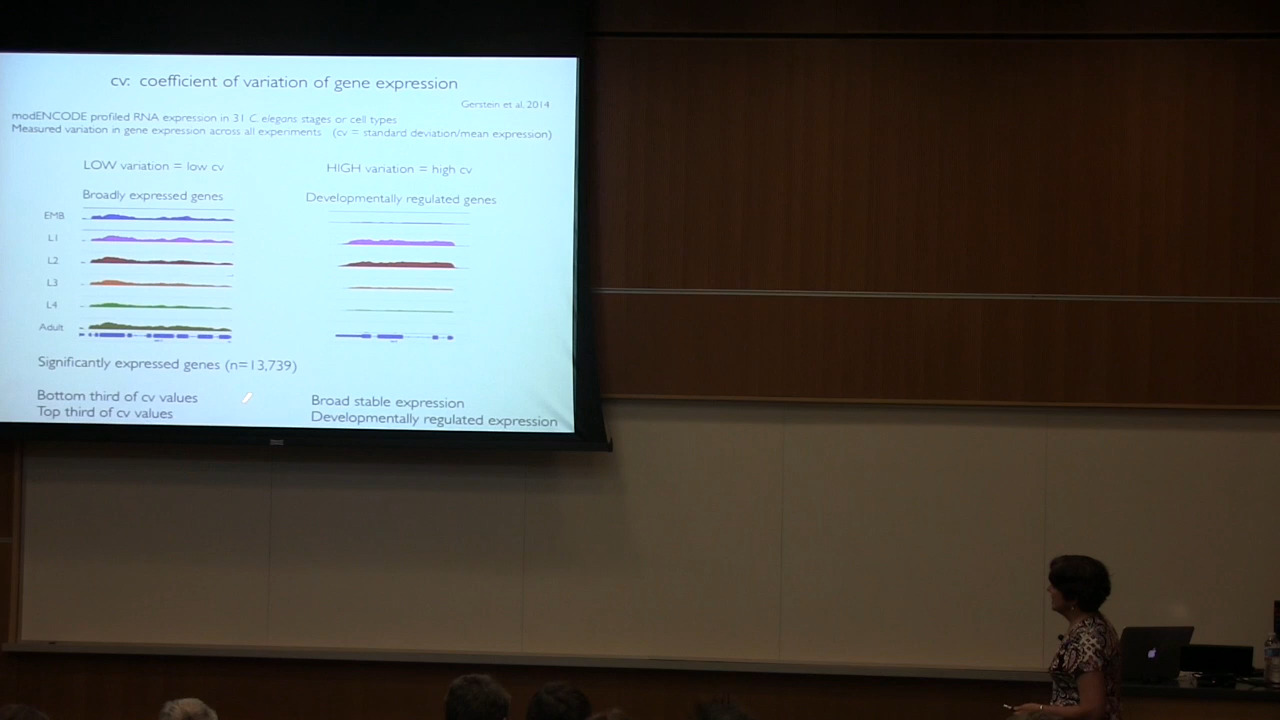 cv: coefficient of variation of gene expression
Gerstein et al. 2014
modENCODE profiled RNA expression in 31 C. elegans stages or cell types
Measured variation in gene expression across all experiments (cv = standard deviation/mean expression)
LOW variation = low cv
HIGH variation = high cv
Broadly expressed genes
Developmentally regulated genes
EMB
L1
L2
L3
L4
Adult
Significantly expressed genes (n=13,739)
Bottom third of cv values
Broad stable expression
Top third of cv values
Developmentally regulated expression